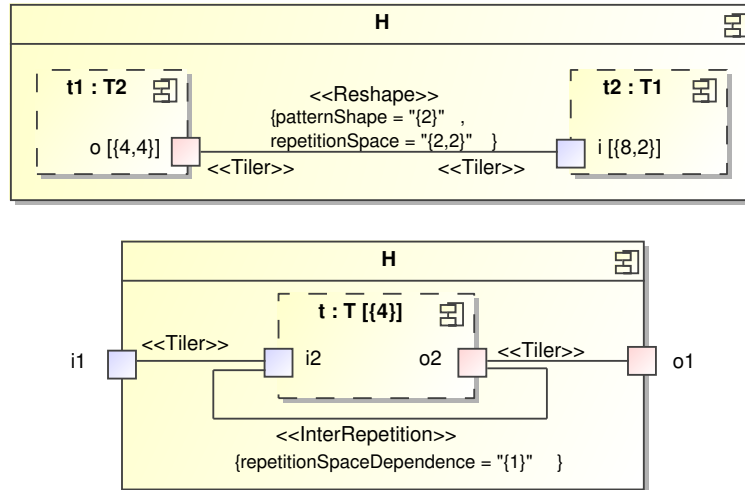 H
t1 : T2
t2 : T1
<<Reshape>>
{patternShape = "{2}" ,
repetitionSpace = "{2,2}" }
o [{4,4}]
i [{8,2}]
<<Tiler>>
<<Tiler>>
H
t : T [{4}]
<<Tiler>>
<<Tiler>>
i1
i2
o2
o1
<<InterRepetition>>
{repetitionSpaceDependence = "{1}" }